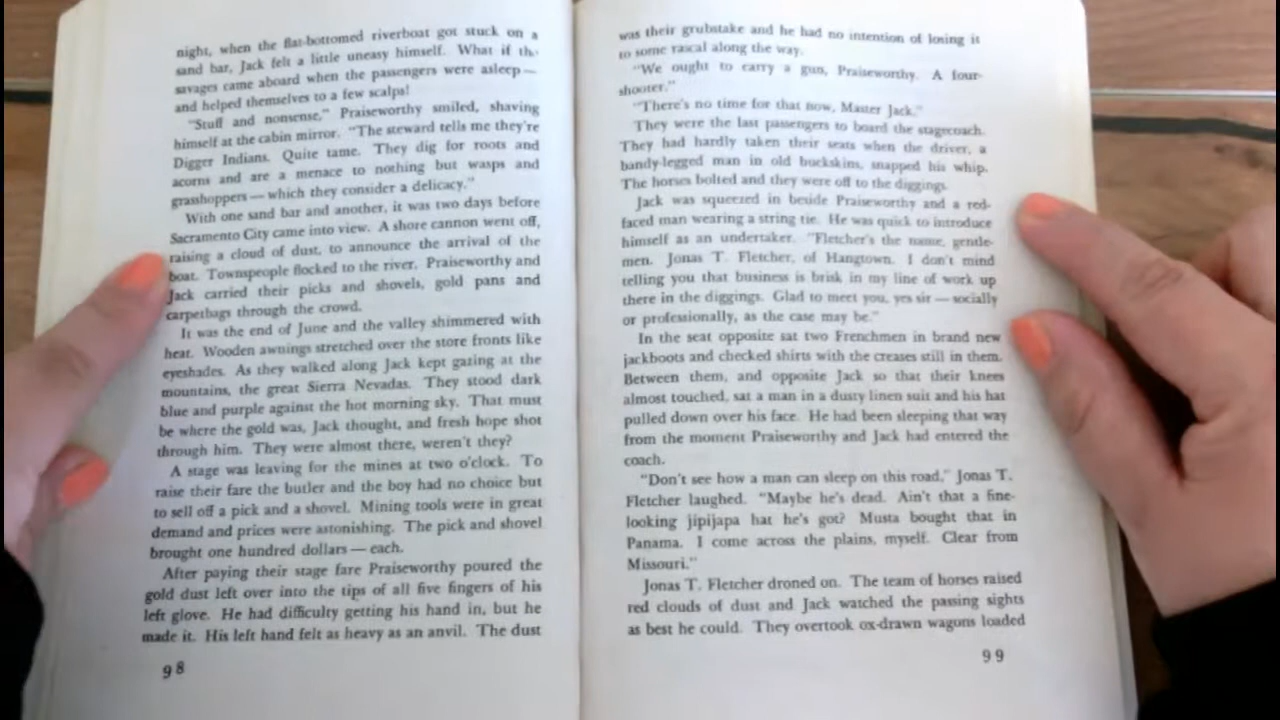 night, when the flat-bottomed riverboat got stuck on a
sand bar, Jack felt a little uneasy himself. What if the
savages came aboard when the passengers were asleep —
and helped themselves to a few scalps!
"Stuff and nonsense," Praiseworthy smiled, shaving
himself at the cabin mirror. "The steward tells me they're
Digger Indians. Quite tame. They dig for roots and
acorns and are a menace to nothing but wasps and
grasshoppers — which they consider a delicacy."
With one sand bar and another, it was two days before
Sacramento City came into view. A shore cannon went off,
raising a cloud of dust, to announce the arrival of the
boat. Townspeople flocked to the river. Praiseworthy and
Jack carried their picks and shovels, gold pans and
carpetbags through the crowd.
It was the end of June and the valley shimmered with
heat. Wooden awnings stretched over the store fronts like
eyeshades. As they walked along Jack kept gazing at the
mountains, the great Sierra Nevadas. They stood dark
blue and purple against the hot morning sky. That must
be where the gold was, Jack thought, and fresh hope shot
through him. They were almost there, weren't they?
A stage was leaving for the mines at two o'clock. To
raise their fare the butler and the boy had no choice but
to sell off a pick and a shovel. Mining tools were in great
demand and prices were astonishing. The pick and shovel
brought one hundred dollars — each.
After paying their stage fare Praiseworthy poured the
gold dust left over into the tips of all five fingers of his
left glove. He had difficulty getting his hand in, but he
made it. His left hand felt as heavy as an anvil. The dust
98
was their grubstake and he had no intention of losing it
to some rascal along the way.
"We ought to carry a gun, Praiseworthy. A four-
shooter."
"There's no time for that now, Master Jack."
They were the last passengers to board the stagecoach.
They had hardly taken their seats when the driver, a
bandy-legged man in old buckskins, snapped his whip.
The horses bolted and they were off to the diggings.
Jack was squeezed in beside Praiseworthy and a red-
faced man wearing a string tie. He was quick to introduce
himself as an undertaker. "Fletcher's the name, gentle-
men. Jonas T. Fletcher, of Hangtown. I don't mind
telling you that business is brisk in my line of work up
there in the diggings. Glad to meet you, yes sir — socially
or professionally, as the case may be."
In the seat opposite sat two Frenchmen in brand new
jackboots and checked shirts with the creases still in them.
Between them, and opposite Jack so that their knees
almost touched, sat a man in a dusty linen suit and his hat
pulled down over his face. He had been sleeping that way
from the moment Praiseworthy and Jack had entered the
coach.
"Don't see how a man can sleep on this road," Jonas T.
Fletcher laughed. "Maybe he's dead. Ain't that a fine-
looking jipijapa hat he's got? Musta bought that in
Panama. I come across the plains, myself. Clear from
Missouri."
Jonas T. Fletcher droned on. The team of horses raised
red clouds of dust and Jack watched the passing sights
as best he could. They overtook ox-drawn wagons loaded
99